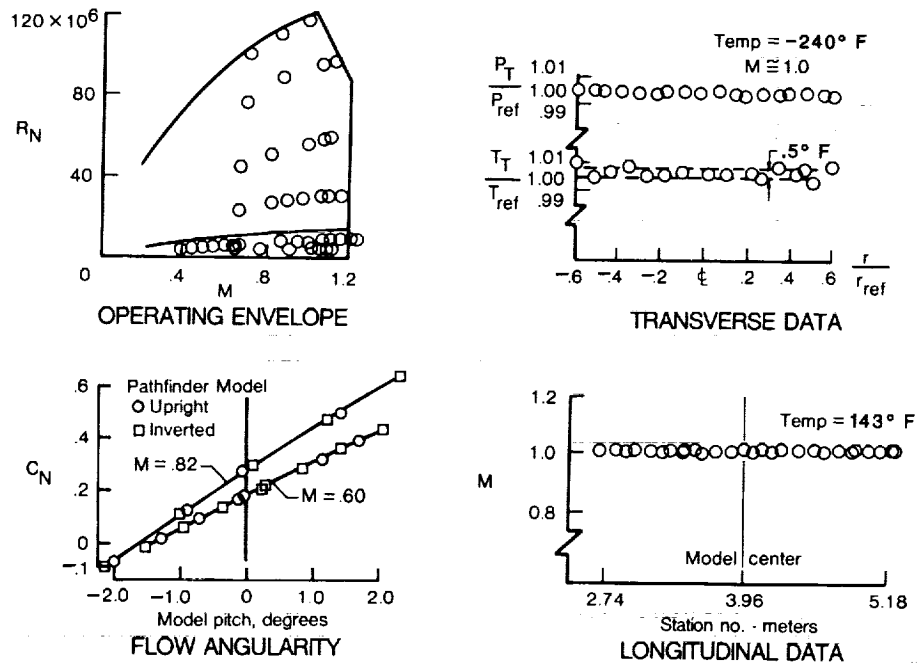 120 × 10⁶
80
R_N
40
0
.4
.8
1.2
M
OPERATING ENVELOPE
Temp = −240° F
M ≅ 1.0
P_T
P_ref
1.01
1.00
.99
T_T
T_ref
1.01
1.00
.99
.5° F
−.6
−.4
−.2
℄
.2
.4
.6
r
r_ref
TRANSVERSE DATA
.6
.4
C_N
.2
0
−.1
Pathfinder Model
Upright
Inverted
M = .82
M = .60
−2.0
−1.0
0
1.0
2.0
Model pitch, degrees
FLOW ANGULARITY
1.2
1.0
M
0.8
Temp = 143° F
Model center
2.74
3.96
5.18
Station no. - meters
LONGITUDINAL DATA